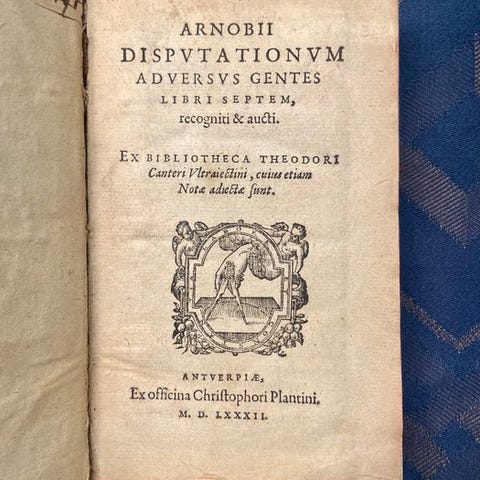 ARNOBII
DISPVTATIONVM
ADVERSVS GENTES
LIBRI SEPTEM,
recogniti & aucti.
EX BIBLIOTHECA THEODORI
Canteri Vltraiectini, cuius etiam
Notæ adiectæ sunt.
ANTVERPIÆ,
Ex officina Christophori Plantini.
M. D. LXXXII.